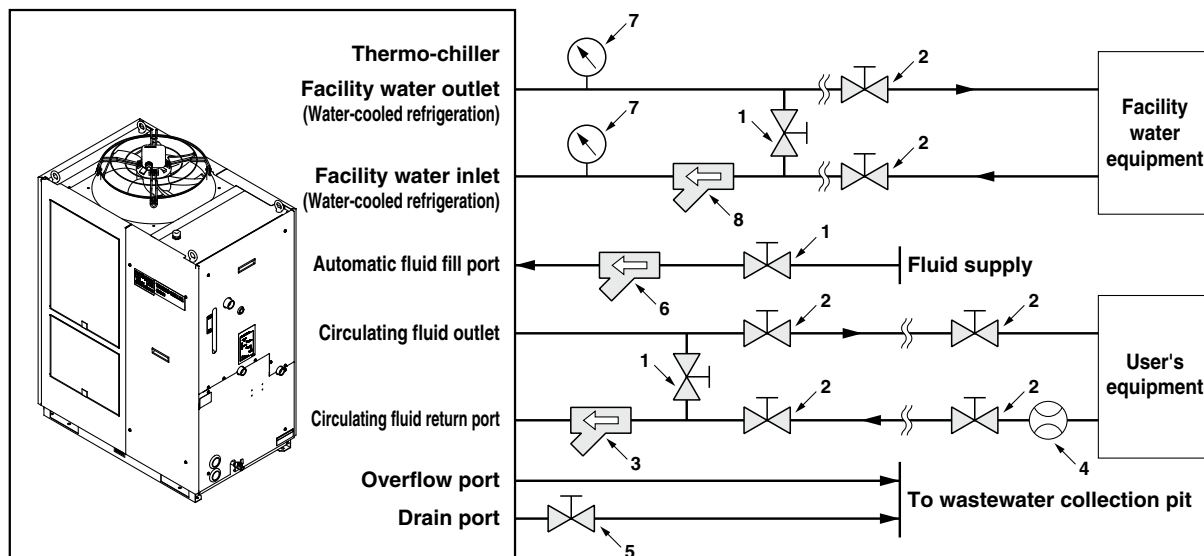 Thermo-chiller
7
Facility water outlet
(Water-cooled refrigeration)
2
1
7
Facility water inlet
(Water-cooled refrigeration)
2
8
Facility
water
equipment
Automatic fluid fill port
1
6
Fluid supply
Circulating fluid outlet
2
2
1
User's
equipment
Circulating fluid return port
2
2
3
4
Overflow port
Drain port
5
To wastewater collection pit